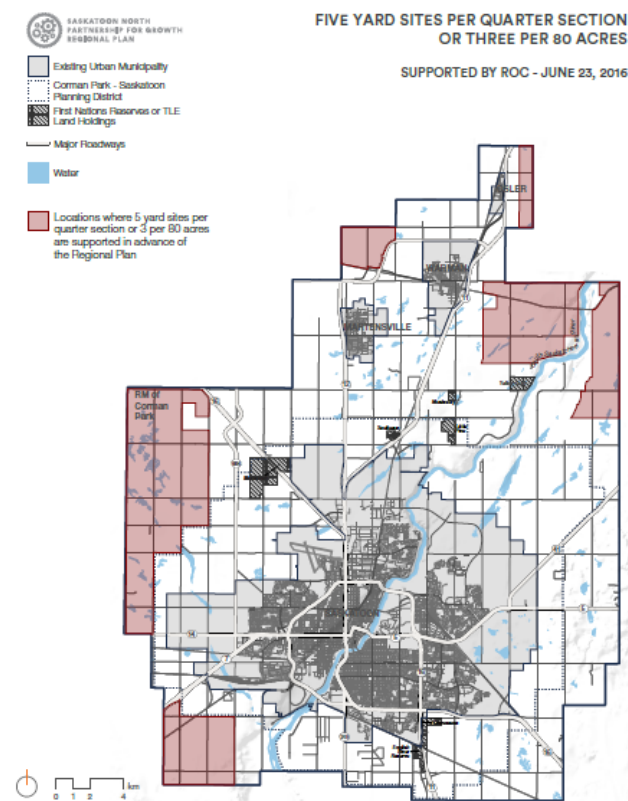 SASKATOON NORTH
PARTNERSHIP FOR GROWTH
REGIONAL PLAN
FIVE YARD SITES PER QUARTER SECTION
OR THREE PER 80 ACRES
SUPPORTED BY ROC - JUNE 23, 2016
Existing Urban Municipality
Corman Park - Saskatoon
Planning District
First Nations Reserves or TLE
Land Holdings
Major Roadways
Water
Locations where 5 yard sites per
quarter section or 3 per 80 acres
are supported in advance of
the Regional Plan
OSLER
WARMAN
MARTENSVILLE
RM of
Corman
Park
SASKATOON
km
0 1 2 4